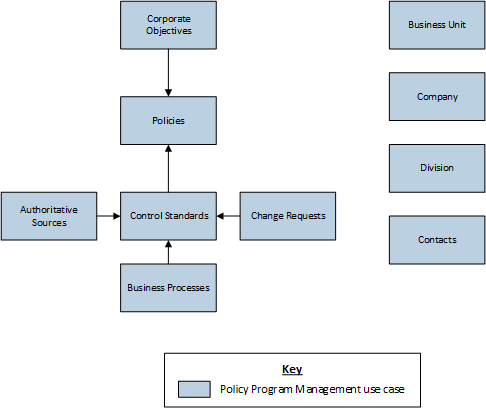 Corporate
Objectives
Business Unit
Company
Policies
Division
Authoritative
Sources
Control Standards
Change Requests
Contacts
Business Processes
Key
Policy Program Management use case